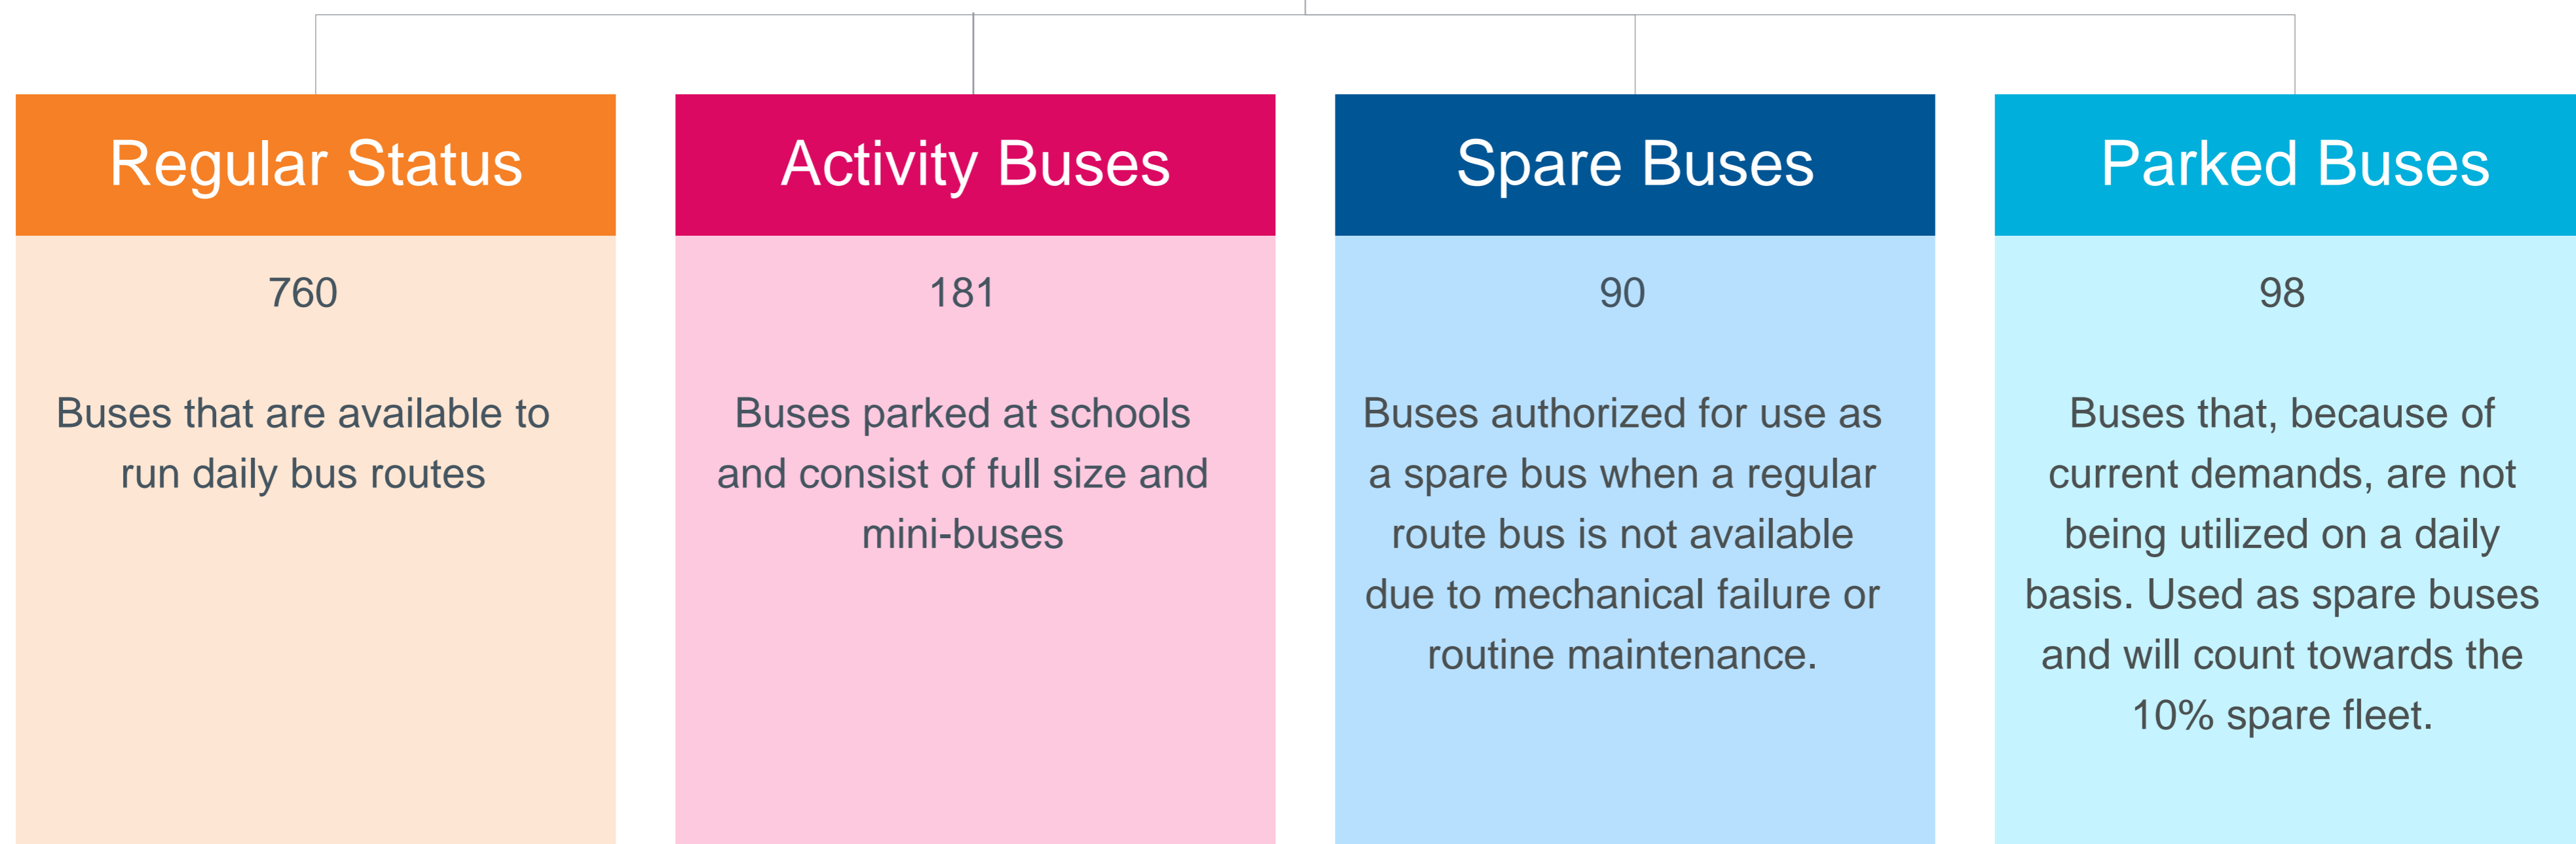 Regular Status
760
Buses that are available to
run daily bus routes
Activity Buses
181
Buses parked at schools
and consist of full size and
mini-buses
Spare Buses
90
Buses authorized for use as
a spare bus when a regular
route bus is not available
due to mechanical failure or
routine maintenance.
Parked Buses
98
Buses that, because of
current demands, are not
being utilized on a daily
basis. Used as spare buses
and will count towards the
10% spare fleet.